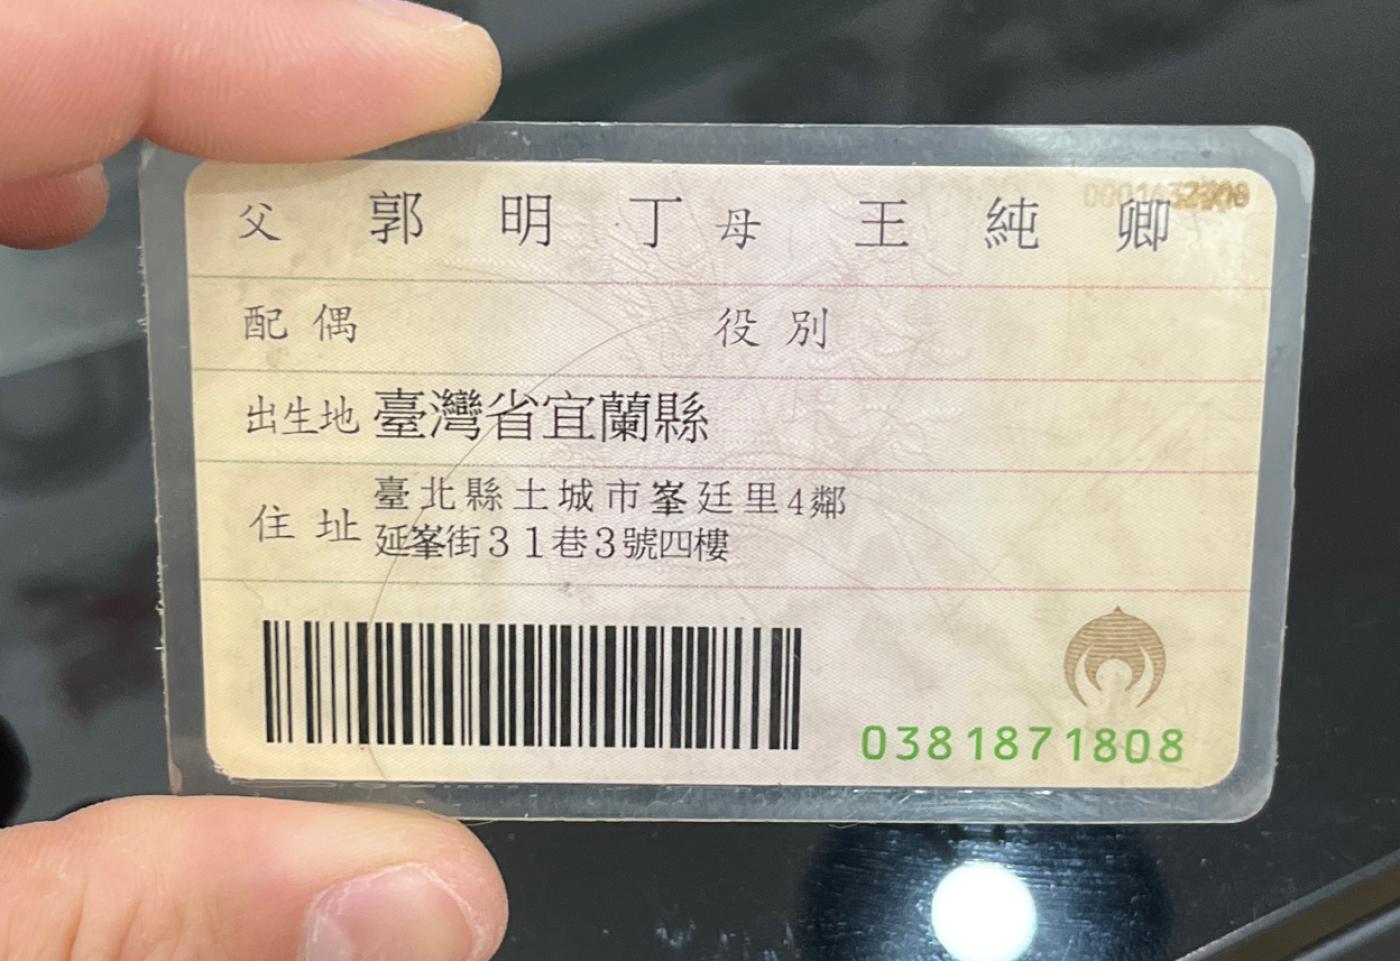 父 郭明丁 母 王純卿
配偶 役別
出生地 臺灣省宜蘭縣
住址 臺北縣土城市峯廷里4鄰
延峯街31巷3號四樓
0381871808